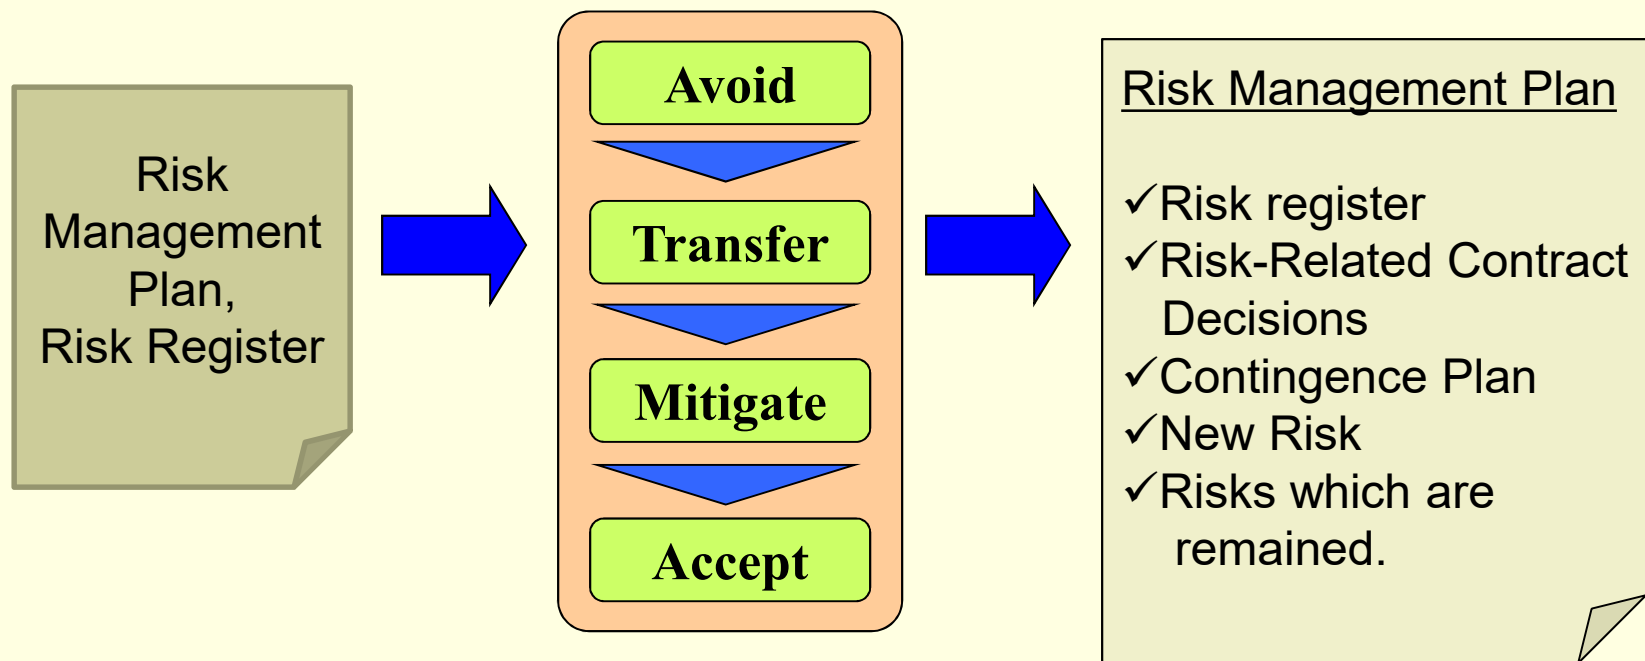 Risk
Management
Plan,
Risk Register
Avoid
Transfer
Mitigate
Accept
Risk Management Plan
✓Risk register
✓Risk-Related Contract
Decisions
✓Contingence Plan
✓New Risk
✓Risks which are
remained.